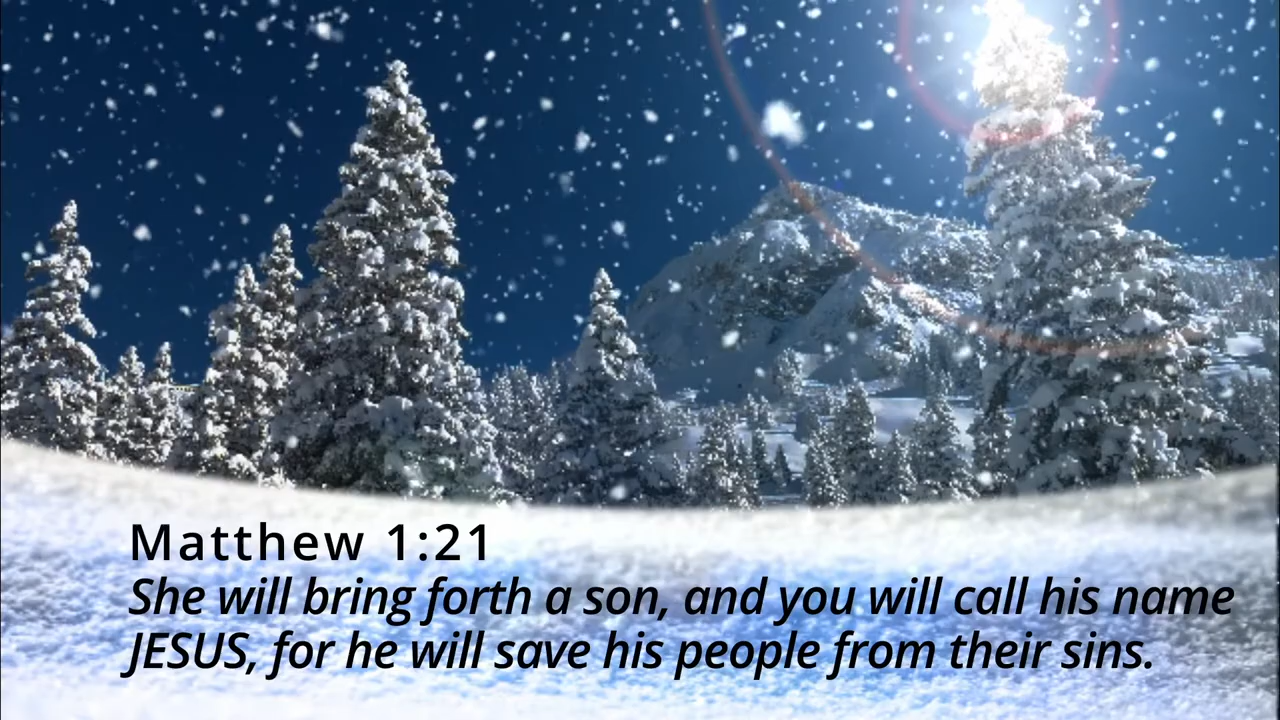 Matthew 1:21
She will bring forth a son, and you will call his name
JESUS, for he will save his people from their sins.